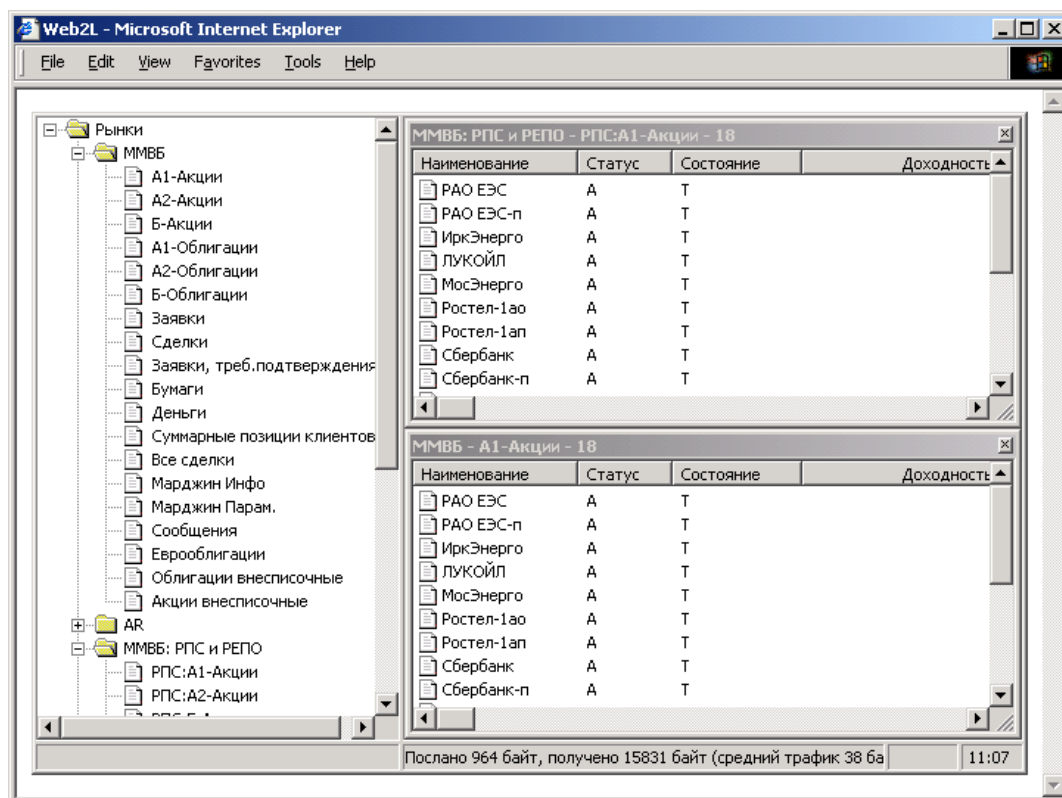 Web2L - Microsoft Internet Explorer
File Edit View Favorites Tools Help
Рынки
ММВБ
А1-Акции
А2-Акции
Б-Акции
А1-Облигации
А2-Облигации
Б-Облигации
Заявки
Сделки
Заявки, треб.подтверждения
Бумаги
Деньги
Суммарные позиции клиентов
Все сделки
Марджин Инфо
Марджин Парам.
Сообщения
Еврооблигации
Облигации внесписочные
Акции внесписочные
AR
ММВБ: РПС и РЕПО
РПС:А1-Акции
РПС:А2-Акции
ММВБ: РПС и РЕПО - РПС:А1-Акции - 18
Наименование Статус Состояние Доходность
РАО ЕЭС А Т
РАО ЕЭС-п А Т
ИркЭнерго А Т
ЛУКОЙЛ А Т
МосЭнерго А Т
Ростел-1ао А Т
Ростел-1ап А Т
Сбербанк А Т
Сбербанк-п А Т
ММВБ - А1-Акции - 18
Наименование Статус Состояние Доходность
РАО ЕЭС А Т
РАО ЕЭС-п А Т
ИркЭнерго А Т
ЛУКОЙЛ А Т
МосЭнерго А Т
Ростел-1ао А Т
Ростел-1ап А Т
Сбербанк А Т
Сбербанк-п А Т
Послано 964 байт, получено 15831 байт (средний трафик 38 ба 11:07